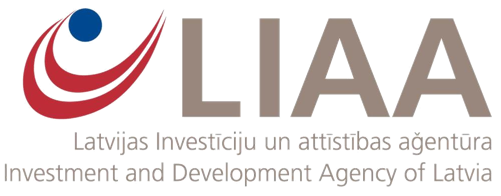 LIAA
Latvijas Investīciju un attīstības aģentūra
Investment and Development Agency of Latvia